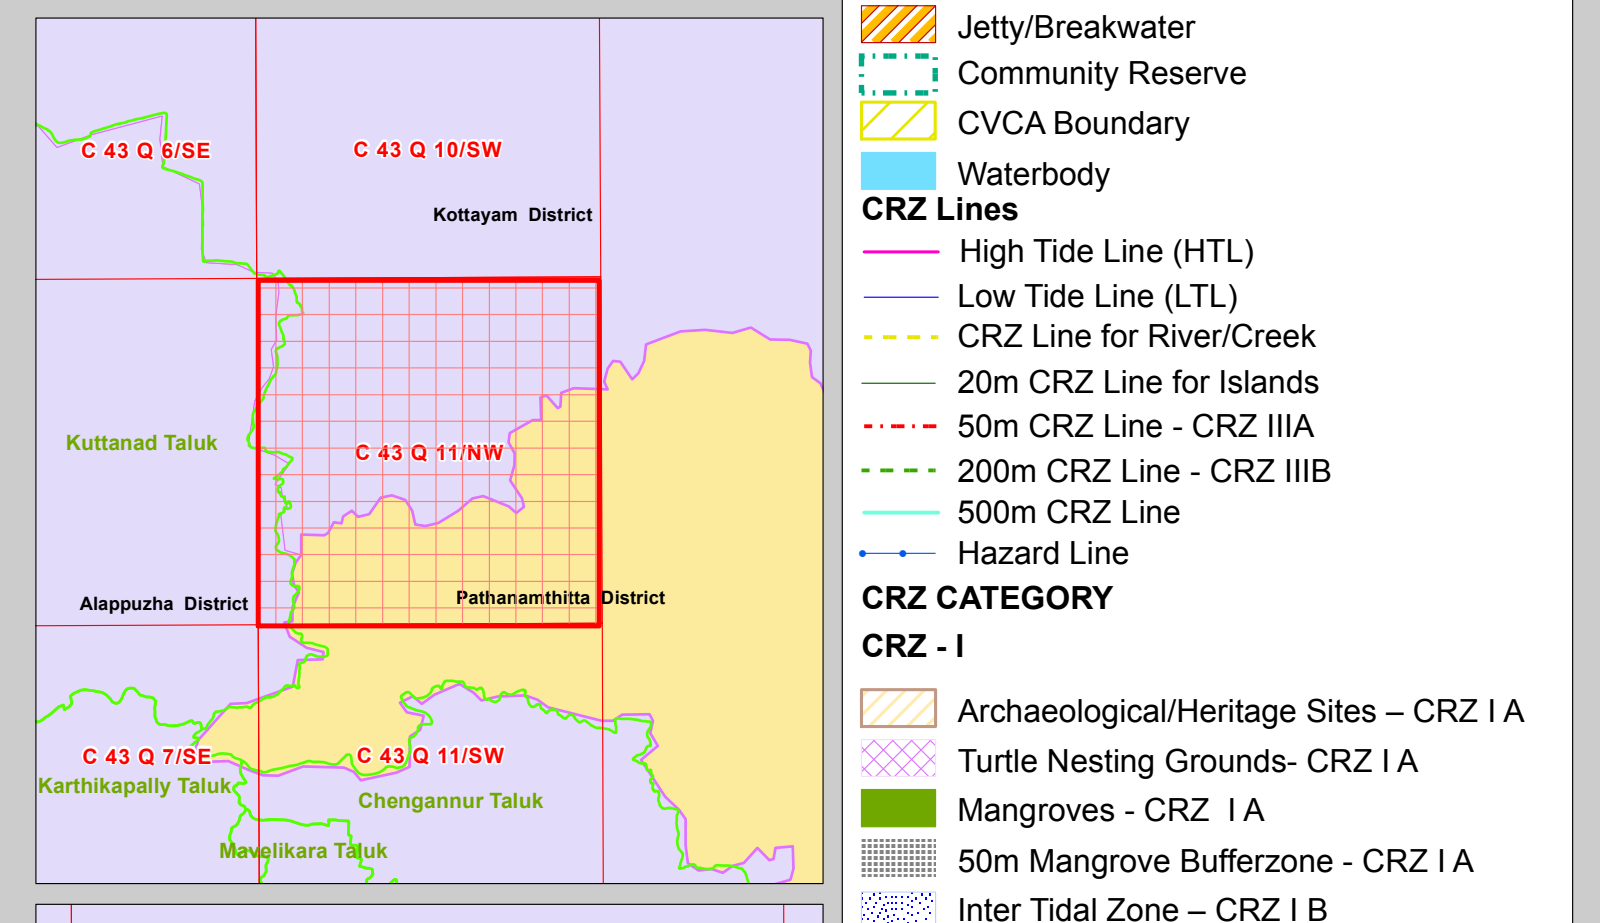 C 43 Q 6/SE
C 43 Q 10/SW
Kottayam District
Kuttanad Taluk
C 43 Q 11/NW
Alappuzha District
Pathanamthitta District
C 43 Q 7/SE
C 43 Q 11/SW
Karthikapally Taluk
Chengannur Taluk
Mavelikara Taluk
Jetty/Breakwater
Community Reserve
CVCA Boundary
Waterbody
CRZ Lines
High Tide Line (HTL)
Low Tide Line (LTL)
CRZ Line for River/Creek
20m CRZ Line for Islands
50m CRZ Line - CRZ IIIA
200m CRZ Line - CRZ IIIB
500m CRZ Line
Hazard Line
CRZ CATEGORY
CRZ - I
Archaeological/Heritage Sites – CRZ I A
Turtle Nesting Grounds- CRZ I A
Mangroves - CRZ I A
50m Mangrove Bufferzone - CRZ I A
Inter Tidal Zone – CRZ I B